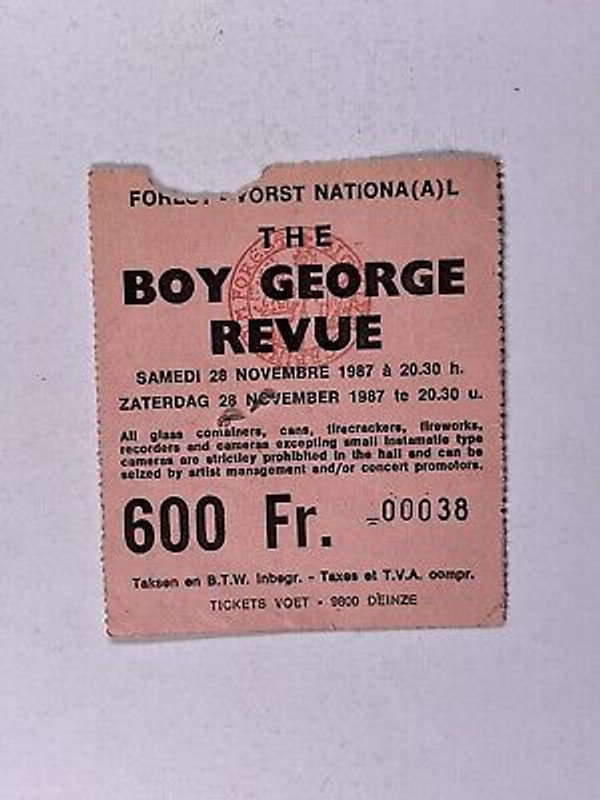 FOREST - VORST NATIONA(A)L
THE
BOY GEORGE
REVUE
SAMEDI 28 NOVEMBRE 1987 à 20.30 h.
ZATERDAG 28 NOVEMBER 1987 te 20.30 u.
All glass containers, cans, firecrackers, fireworks,
recorders and cameras excepting small instamatic type
cameras are strictley prohibited in the hall and can be
seized by artist management and/or concert promotors.
600 Fr. 00038
Taksen en B.T.W. inbegr. - Taxes et T.V.A. compr.
TICKETS VOET - 9800 DEINZE